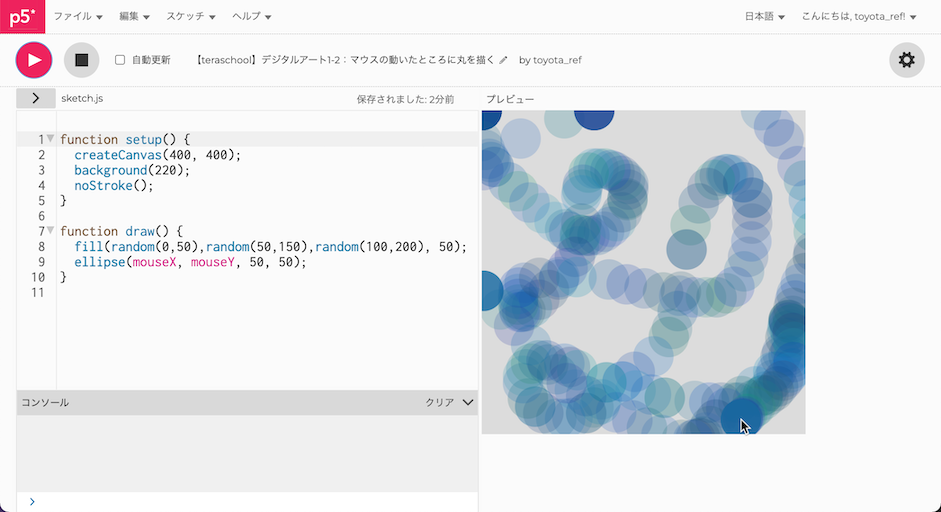 p5*
ファイル 編集 スケッチ ヘルプ 日本語 こんにちは, toyota_ref!
自動更新 【teraschool】デジタルアート1-2：マウスの動いたところに丸を描く by toyota_ref
sketch.js 保存されました: 2分前 プレビュー
1 function setup() {
2 createCanvas(400, 400);
3 background(220);
4 noStroke();
5 }
6
7 function draw() {
8 fill(random(0,50),random(50,150),random(100,200), 50);
9 ellipse(mouseX, mouseY, 50, 50);
10 }
11
コンソール クリア